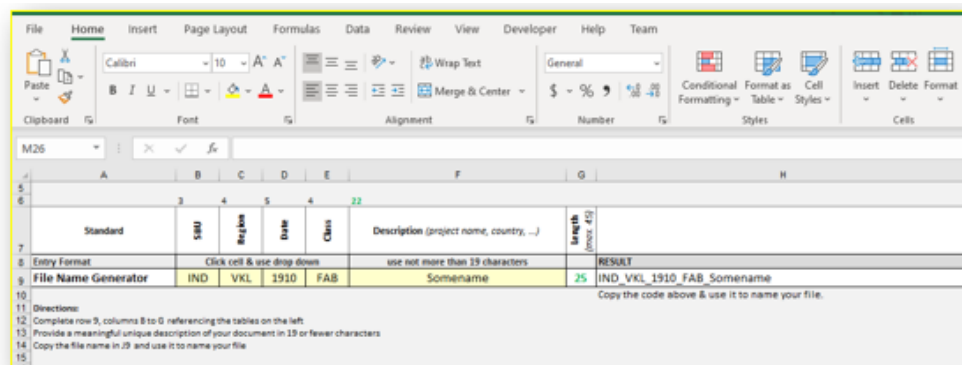 File Home Insert Page Layout Formulas Data Review View Developer Help Team
Calibri 10 A A Wrap Text General
Paste B I U A Merge & Center $ % 9 Conditional Formatting Format as Table Cell Styles Insert Delete Format
Clipboard Font Alignment Number Styles Cells
M26 fx
A B C D E F G H
5
6 3 4 5 4 22
7 Standard SBU Region Date Class Description (project name, country, ...) Length (max. 45)
8 Entry Format Click cell & use drop down use not more than 19 characters RESULT
9 File Name Generator IND VKL 1910 FAB Somename 25 IND_VKL_1910_FAB_Somename
10 Copy the code above & use it to name your file.
11 Directions:
12 Complete row 9, columns B to G referencing the tables on the left
13 Provide a meaningful unique description of your document in 19 or fewer characters
14 Copy the file name in J9 and use it to name your file
15